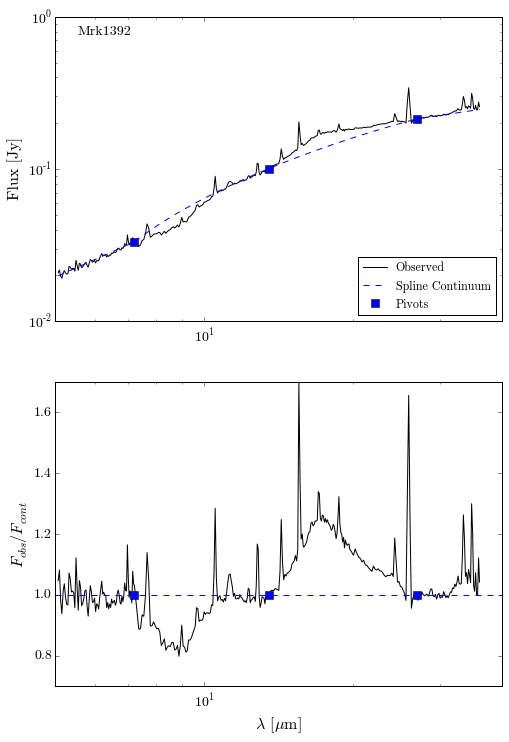 Mrk1392
10^0
10^-1
10^-2
Flux [Jy]
Observed
Spline Continuum
Pivots
10^1
1.6
1.4
1.2
1.0
0.8
F_obs/F_cont
10^1
λ [μm]